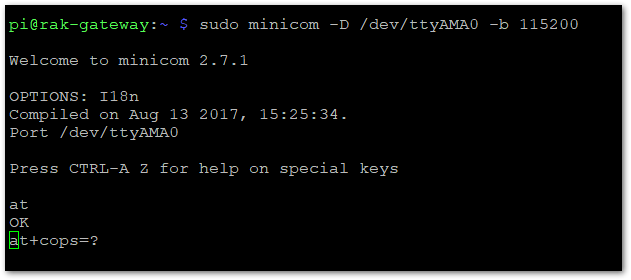 pi@rak-gateway:~ $ sudo minicom -D /dev/ttyAMA0 -b 115200
Welcome to minicom 2.7.1
OPTIONS: I18n
Compiled on Aug 13 2017, 15:25:34.
Port /dev/ttyAMA0
Press CTRL-A Z for help on special keys
at
OK
at+cops=?